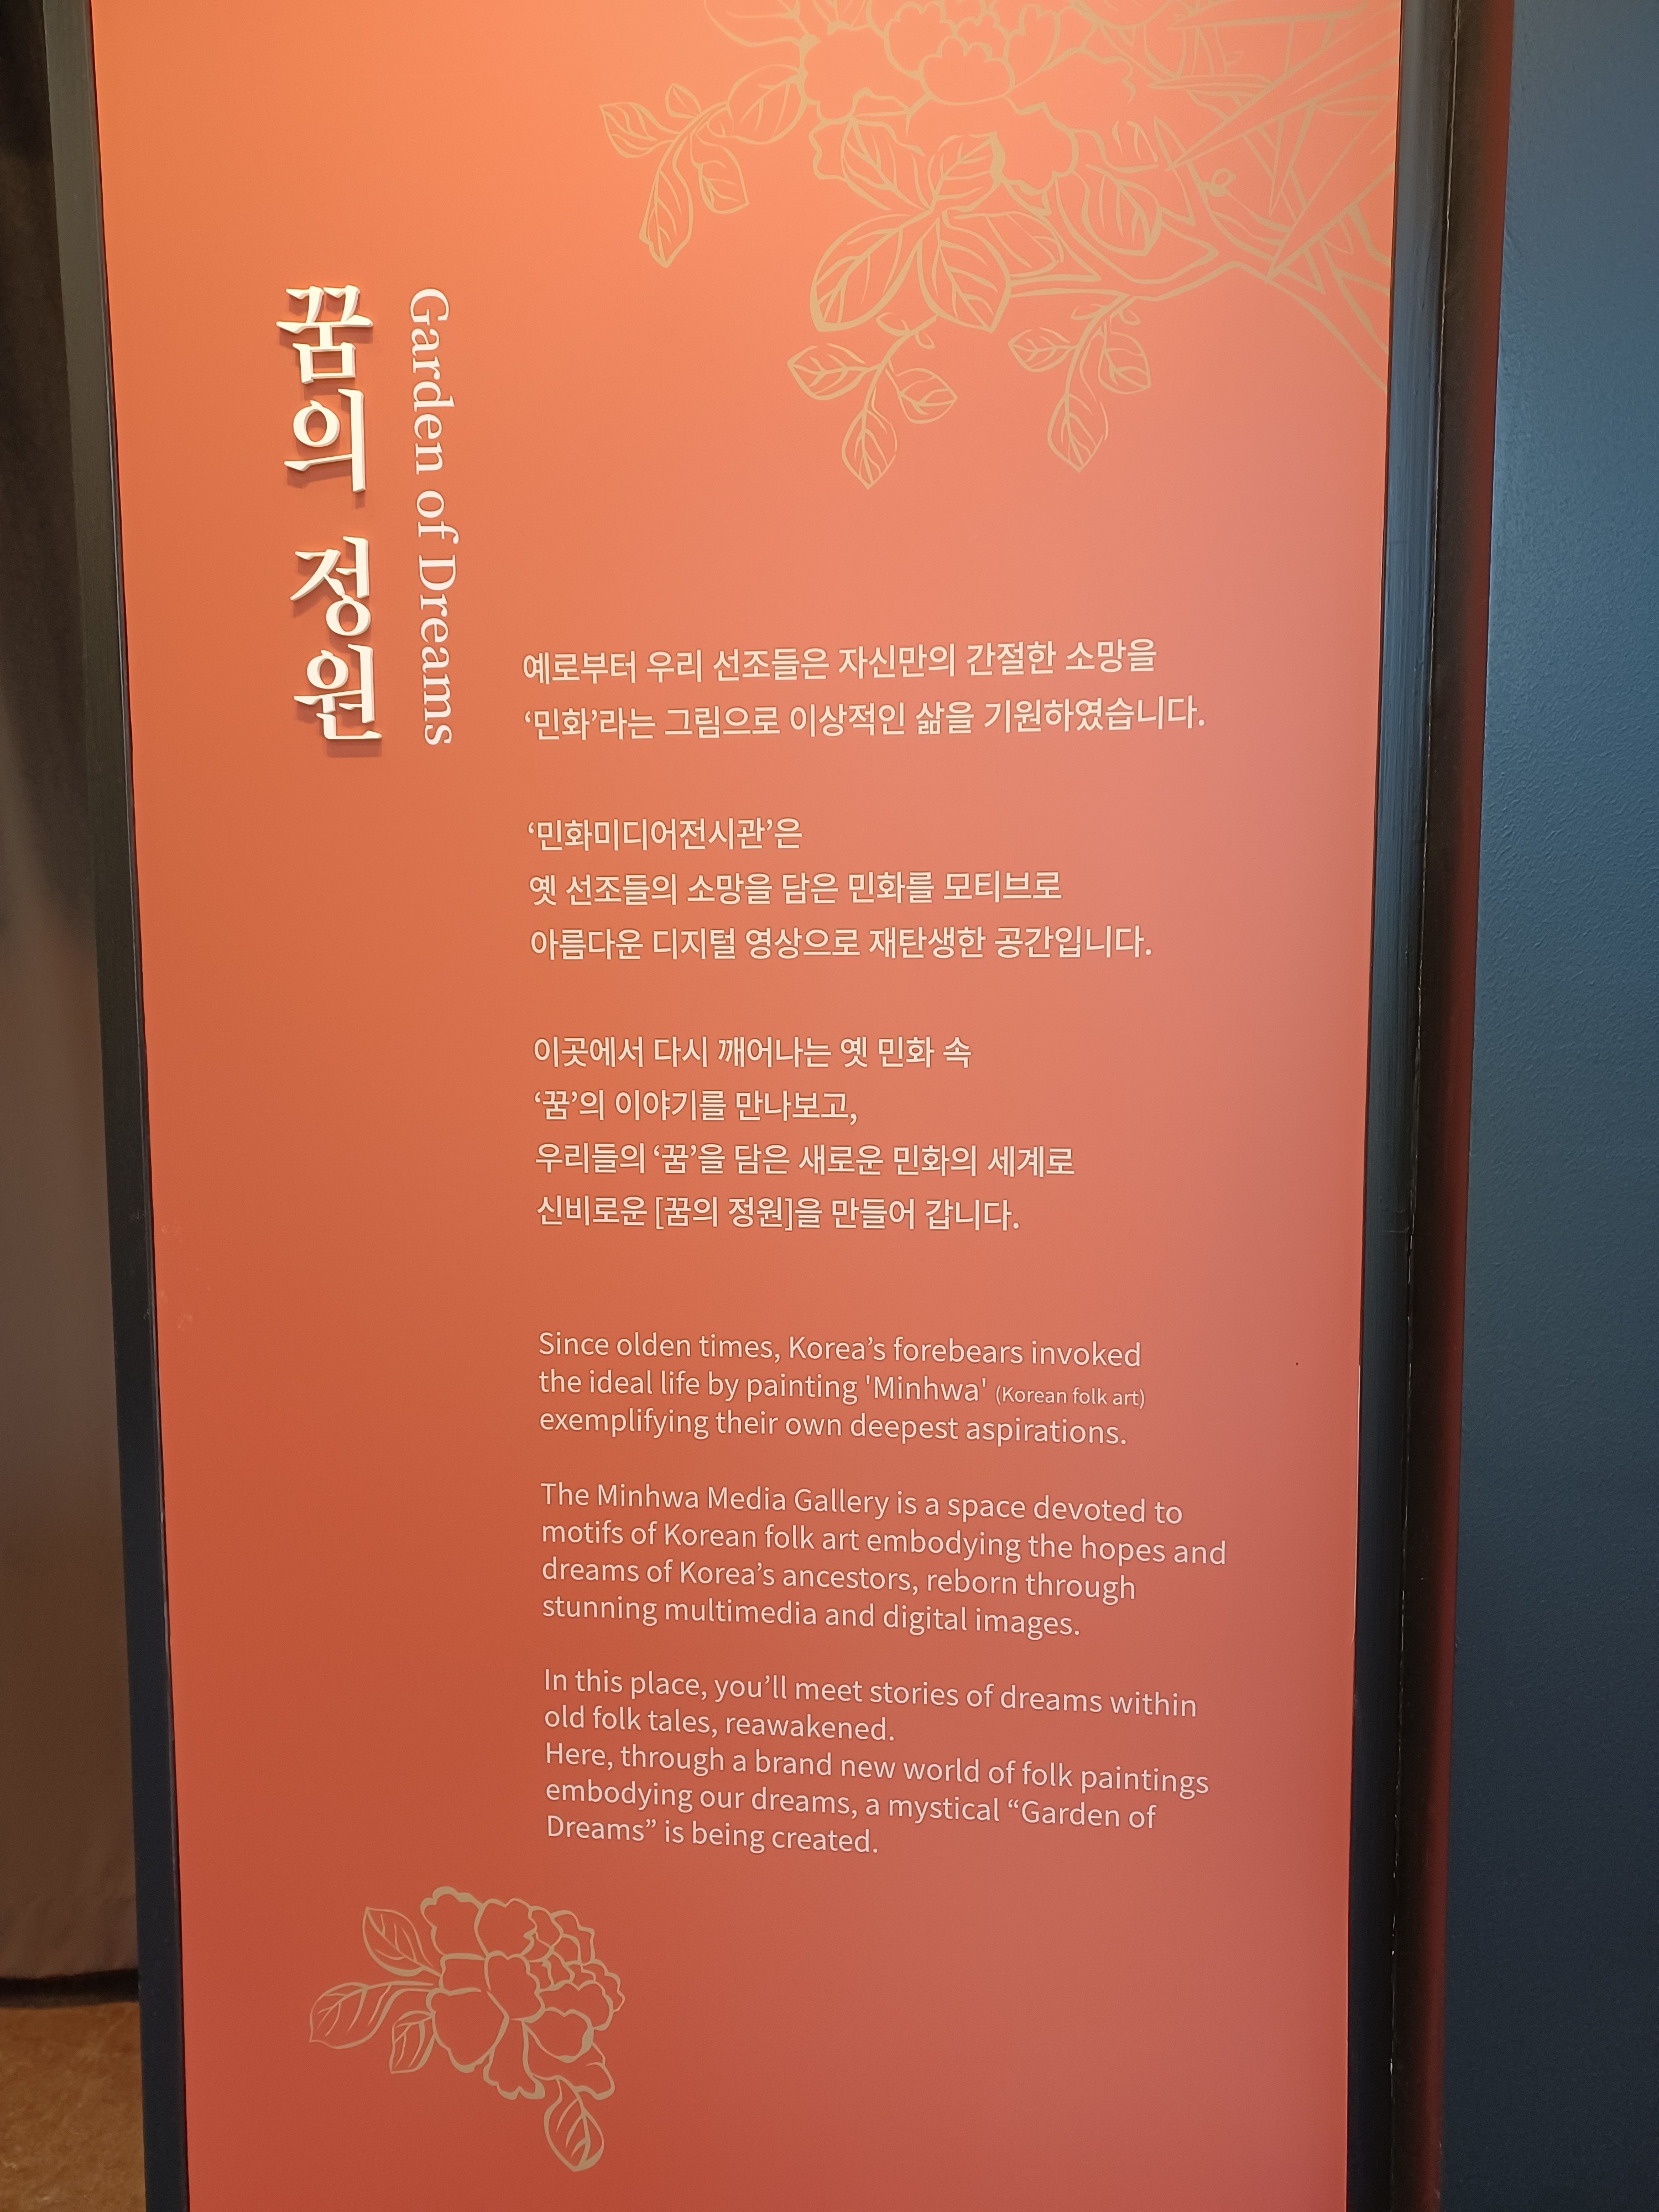 꿈의 정원
Garden of Dreams
예로부터 우리 선조들은 자신만의 간절한 소망을
‘민화’라는 그림으로 이상적인 삶을 기원하였습니다.
‘민화미디어전시관’은
옛 선조들의 소망을 담은 민화를 모티브로
아름다운 디지털 영상으로 재탄생한 공간입니다.
이곳에서 다시 깨어나는 옛 민화 속
‘꿈’의 이야기를 만나보고,
우리들의 ‘꿈’을 담은 새로운 민화의 세계로
신비로운 [꿈의 정원]을 만들어 갑니다.
Since olden times, Korea’s forebears invoked
the ideal life by painting 'Minhwa' (Korean folk art)
exemplifying their own deepest aspirations.
The Minhwa Media Gallery is a space devoted to
motifs of Korean folk art embodying the hopes and
dreams of Korea’s ancestors, reborn through
stunning multimedia and digital images.
In this place, you’ll meet stories of dreams within
old folk tales, reawakened.
Here, through a brand new world of folk paintings
embodying our dreams, a mystical “Garden of
Dreams” is being created.